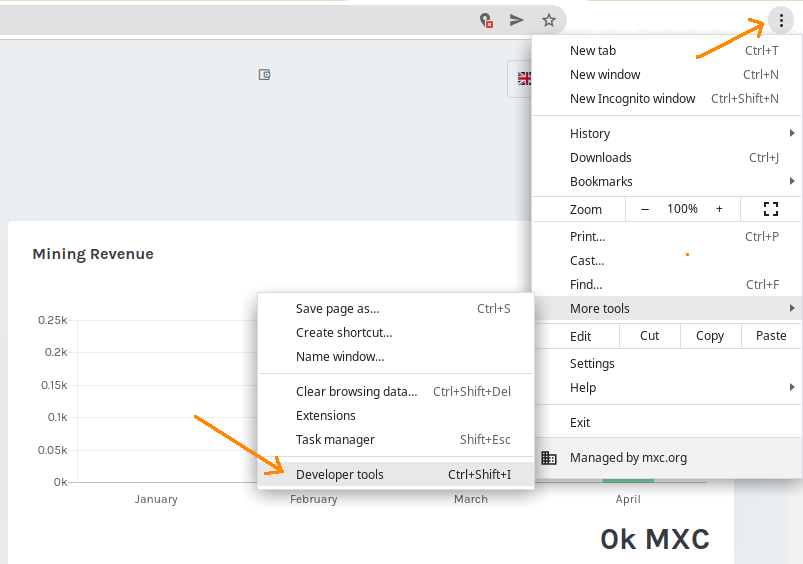 New tab Ctrl+T
New window Ctrl+N
New Incognito window Ctrl+Shift+N
History
Downloads Ctrl+J
Bookmarks
Zoom – 100% +
Print... Ctrl+P
Cast...
Find... Ctrl+F
More tools
Edit Cut Copy Paste
Settings
Help
Exit
Managed by mxc.org
Save page as... Ctrl+S
Create shortcut...
Name window...
Clear browsing data... Ctrl+Shift+Del
Extensions
Task manager Shift+Esc
Developer tools Ctrl+Shift+I
Mining Revenue
0.25k
0.2k
0.15k
0.1k
0.05k
0k
January February March April
0k MXC